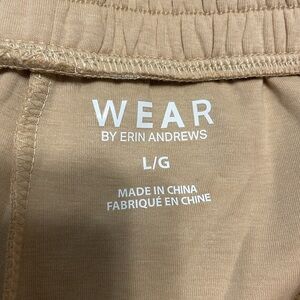 WEAR
BY ERIN ANDREWS
L/G
MADE IN CHINA
FABRIQUÉ EN CHINE